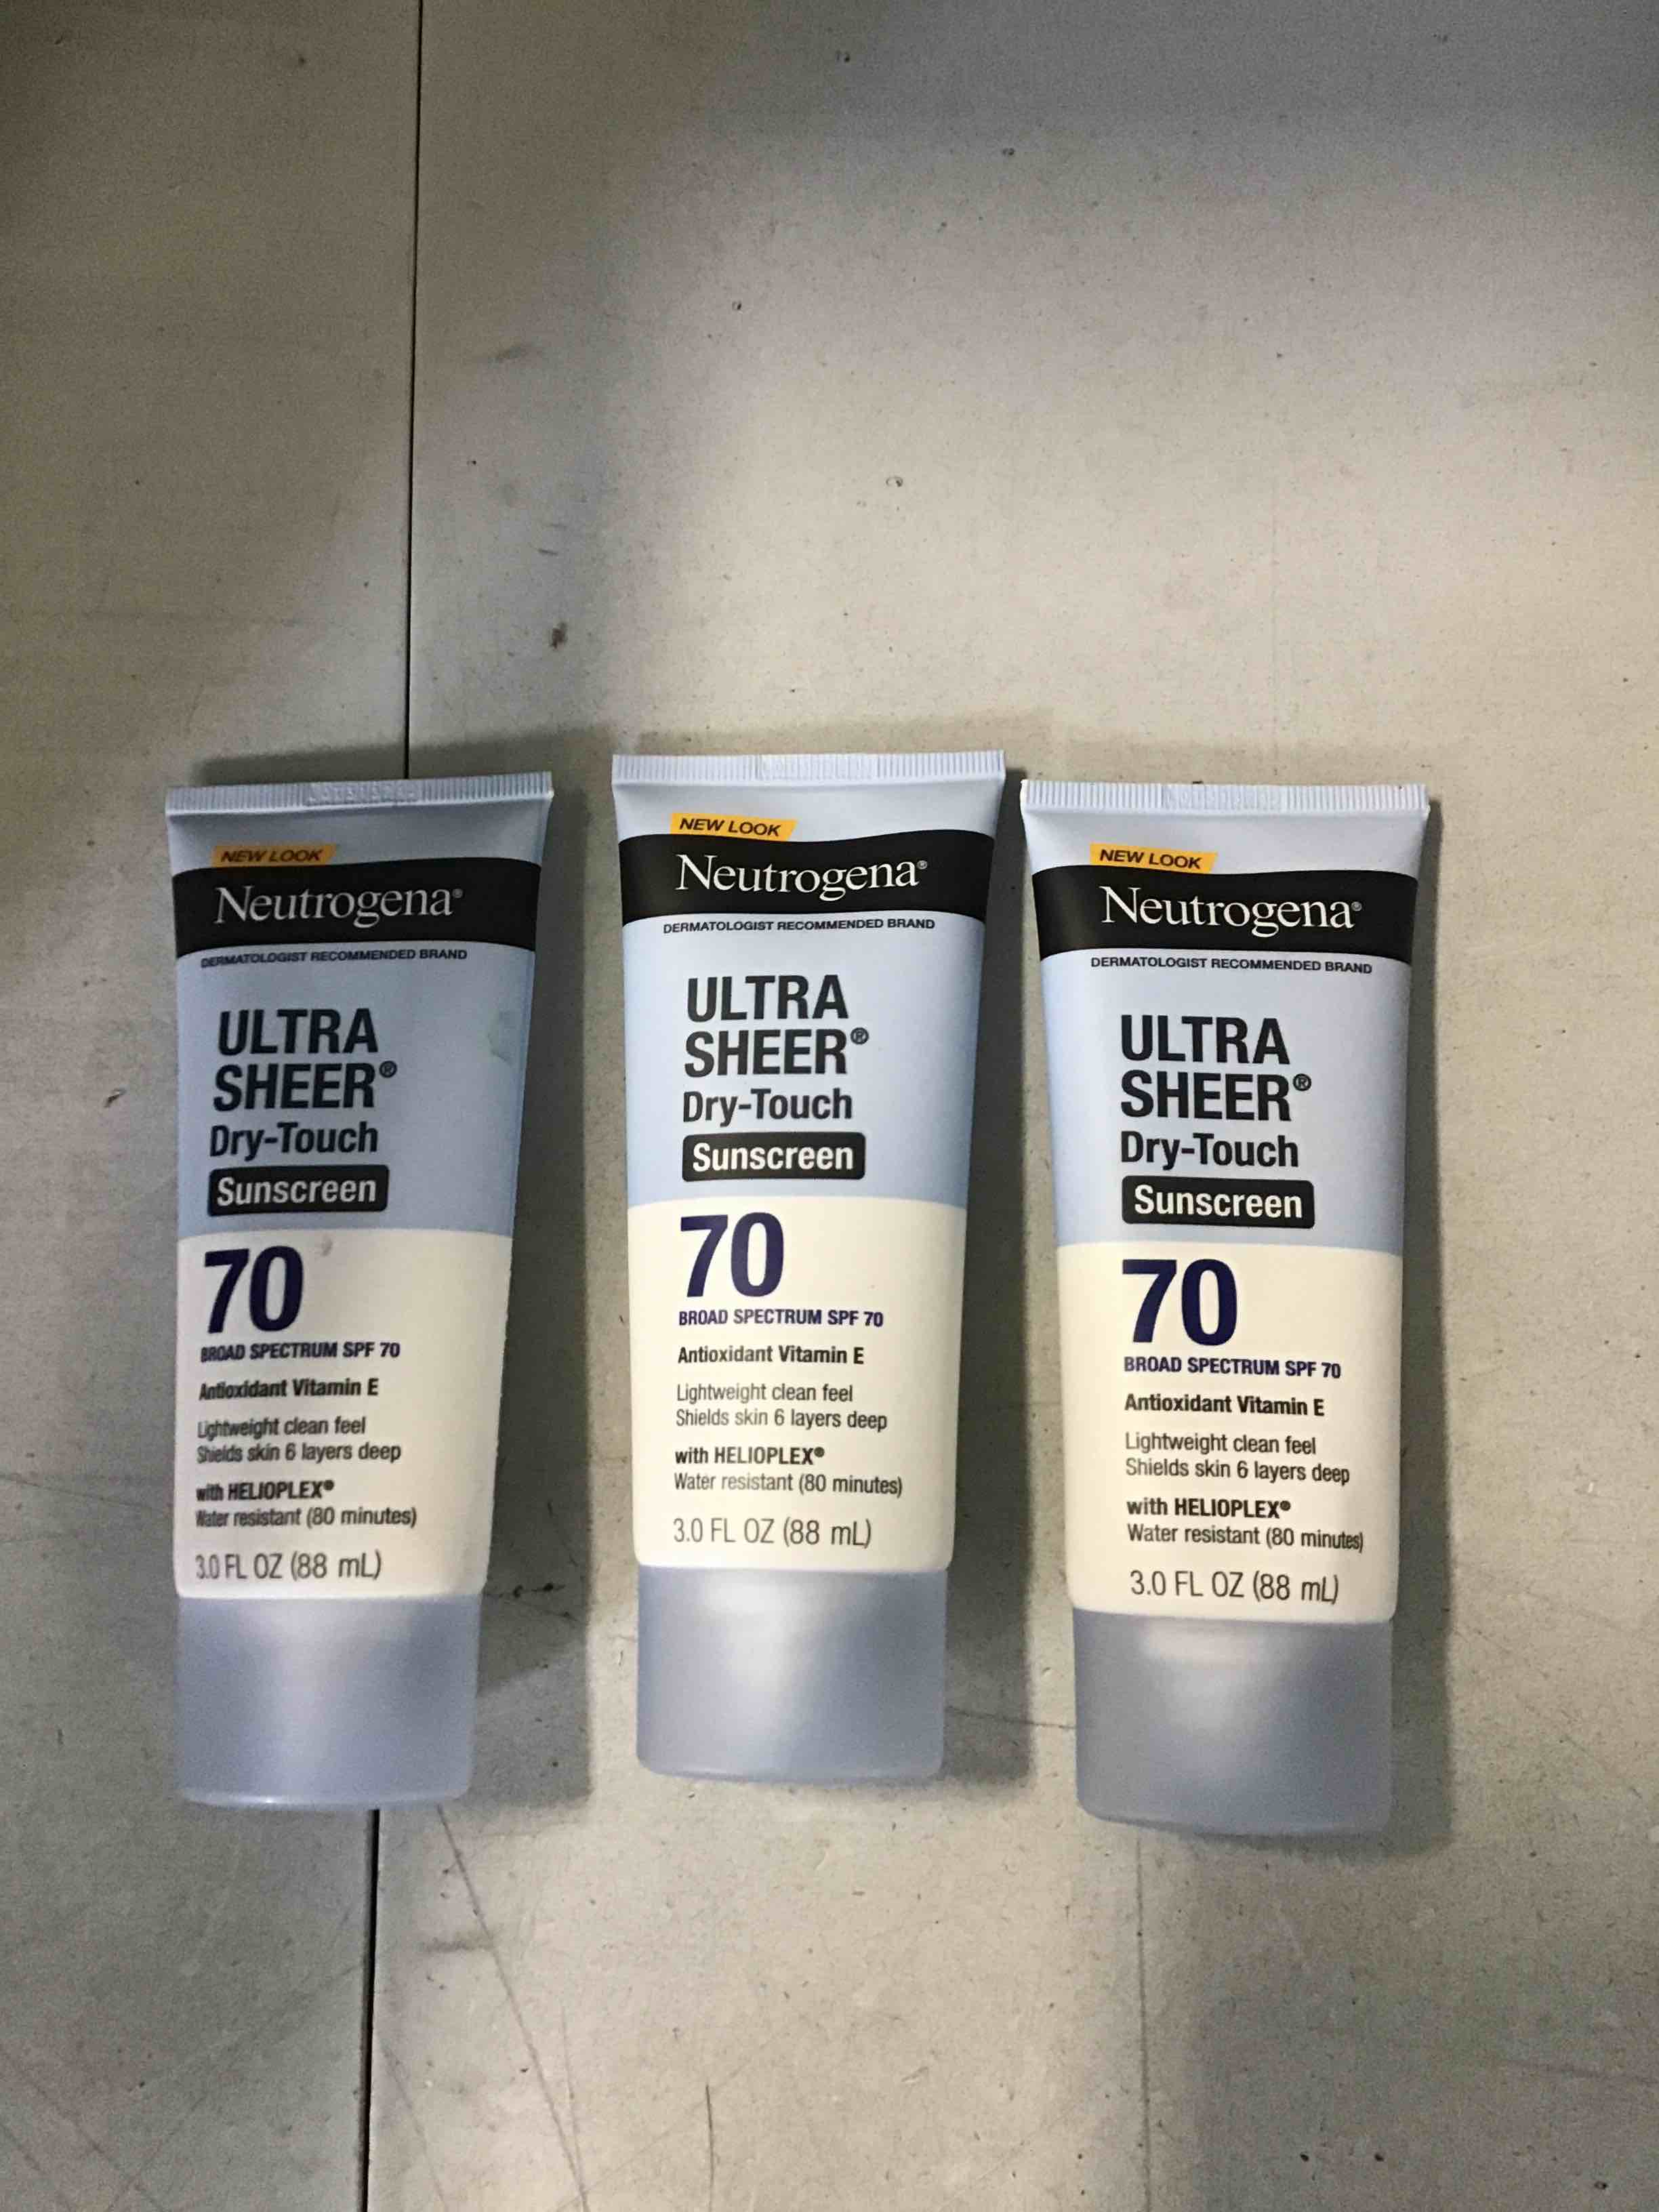 NEW LOOK
Neutrogena®
DERMATOLOGIST RECOMMENDED BRAND
ULTRA
SHEER®
Dry-Touch
Sunscreen
70
BROAD SPECTRUM SPF 70
Antioxidant Vitamin E
Lightweight clean feel
Shields skin 6 layers deep
with HELIOPLEX®
Water resistant (80 minutes)
3.0 FL OZ (88 mL)
NEW LOOK
Neutrogena®
DERMATOLOGIST RECOMMENDED BRAND
ULTRA
SHEER®
Dry-Touch
Sunscreen
70
BROAD SPECTRUM SPF 70
Antioxidant Vitamin E
Lightweight clean feel
Shields skin 6 layers deep
with HELIOPLEX®
Water resistant (80 minutes)
3.0 FL OZ (88 mL)
NEW LOOK
Neutrogena®
DERMATOLOGIST RECOMMENDED BRAND
ULTRA
SHEER®
Dry-Touch
Sunscreen
70
BROAD SPECTRUM SPF 70
Antioxidant Vitamin E
Lightweight clean feel
Shields skin 6 layers deep
with HELIOPLEX®
Water resistant (80 minutes)
3.0 FL OZ (88 mL)